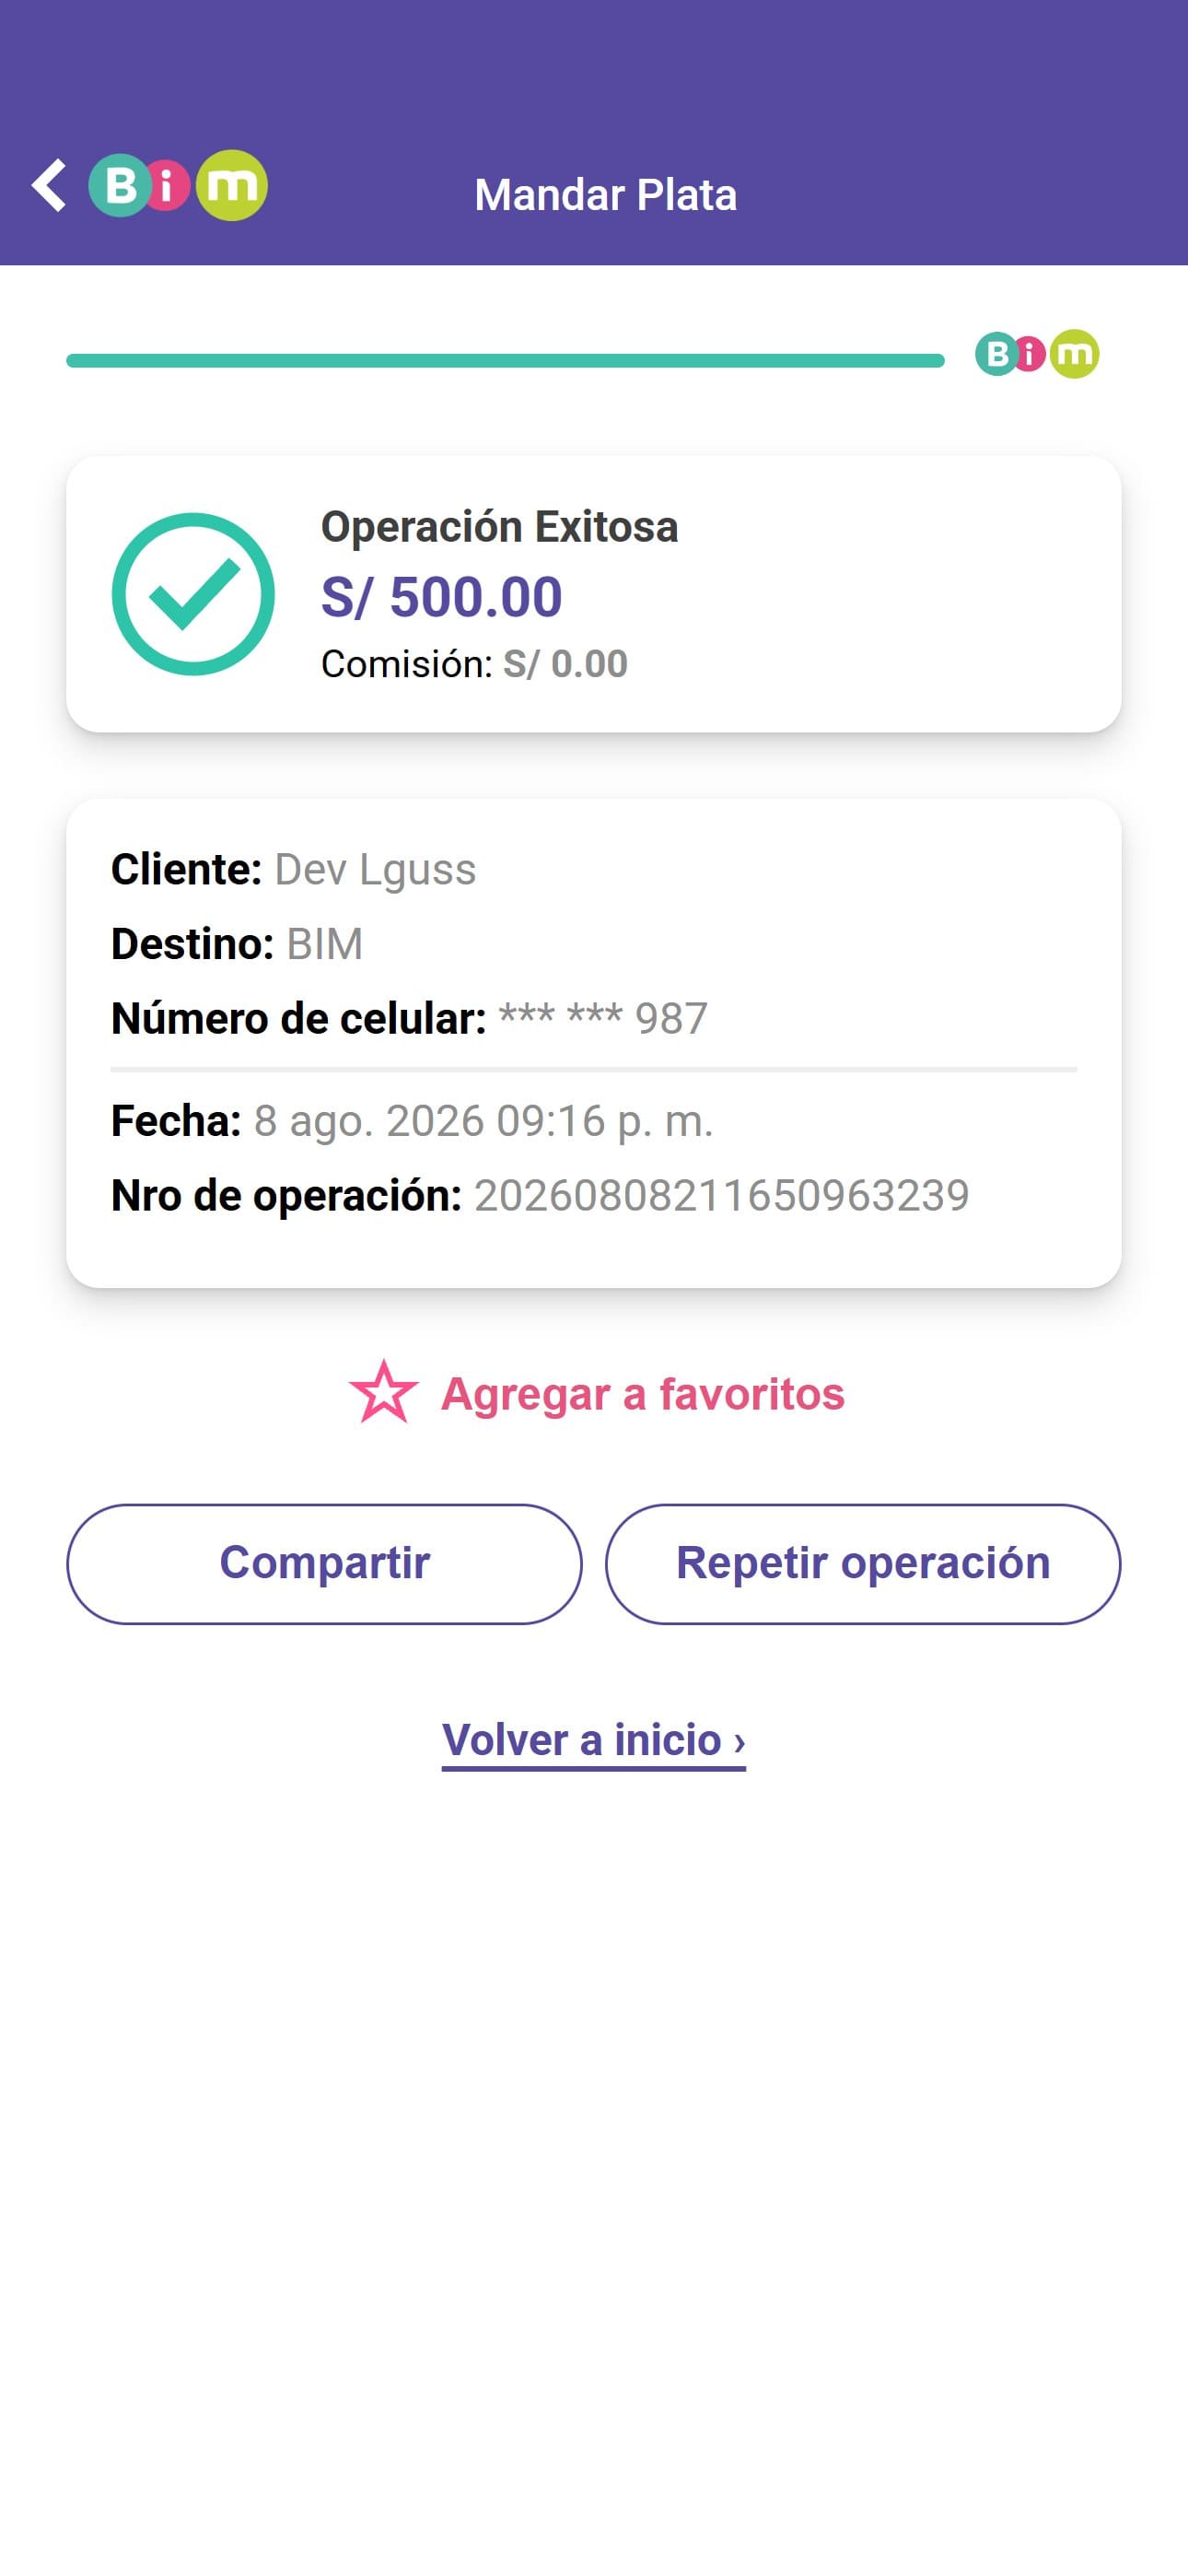 Bim
Mandar Plata
Bim
Operación Exitosa
S/ 500.00
Comisión: S/ 0.00
Cliente: Dev Lguss
Destino: BIM
Número de celular: *** *** 987
Fecha: 8 ago. 2026 09:16 p. m.
Nro de operación: 20260808211650963239
Agregar a favoritos
Compartir
Repetir operación
Volver a inicio ›